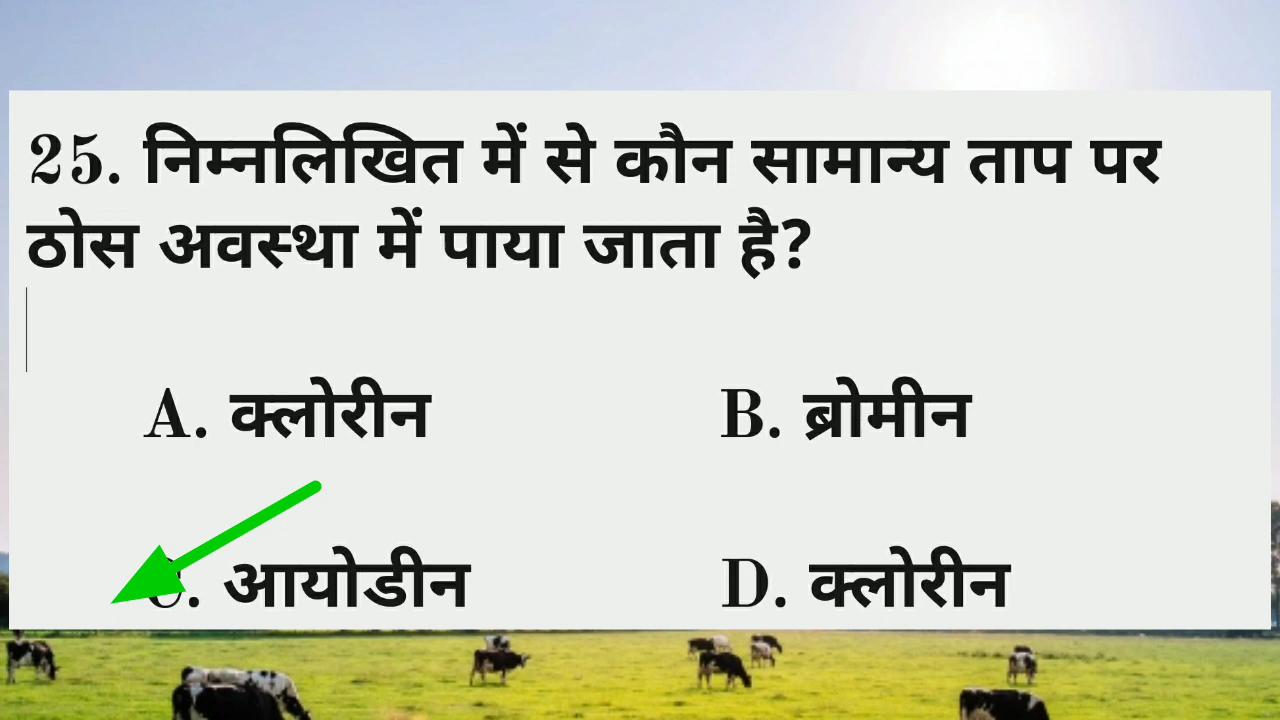 25. निम्नलिखित में से कौन सामान्य ताप पर
ठोस अवस्था में पाया जाता है?
A. क्लोरीन B. ब्रोमीन
C. आयोडीन D. क्लोरीन